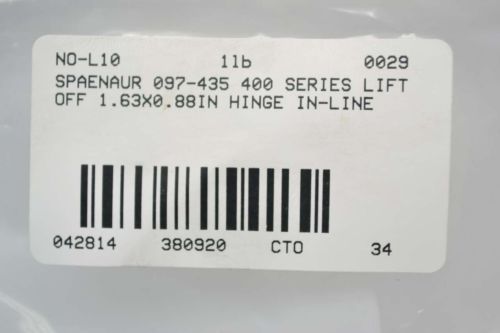 NO-L10 1lb 0029
SPAENAUR 097-435 400 SERIES LIFT
OFF 1.63X0.88IN HINGE IN-LINE
042814 380920 CTO 34